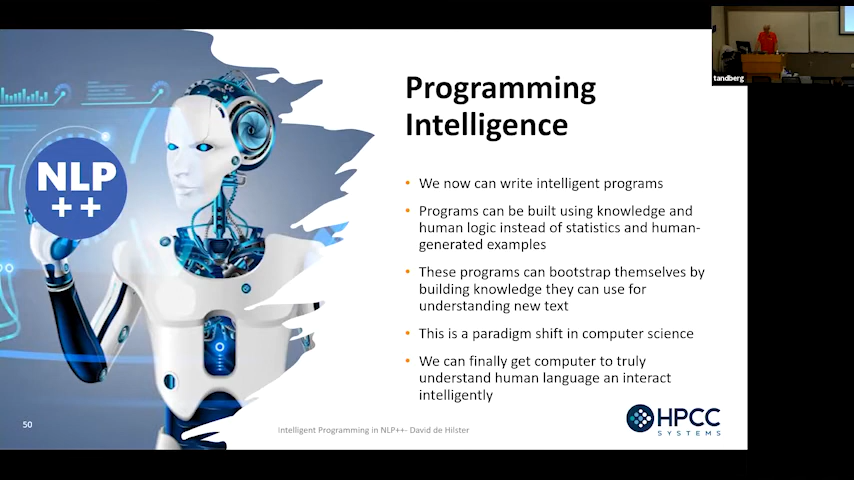 tandberg
Programming
Intelligence
NLP
++
• We now can write intelligent programs
• Programs can be built using knowledge and
human logic instead of statistics and human-
generated examples
• These programs can bootstrap themselves by
building knowledge they can use for
understanding new text
• This is a paradigm shift in computer science
• We can finally get computer to truly
understand human language an interact
intelligently
50
Intelligent Programming in NLP++- David de Hilster
HPCC
SYSTEMS